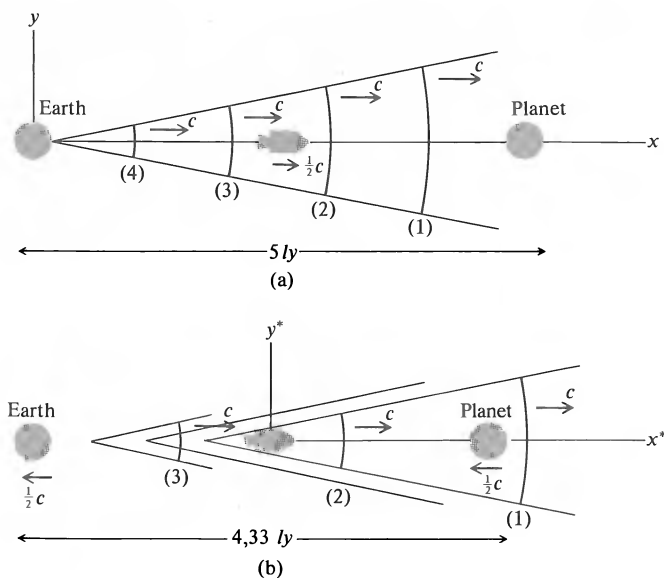 y
Earth
Planet
c
c
c
c
1/2 c
x
(4)
(3)
(2)
(1)
5 ly
(a)
y*
Earth
Planet
c
c
c
x*
1/2 c
1/2 c
(3)
(2)
(1)
4,33 ly
(b)